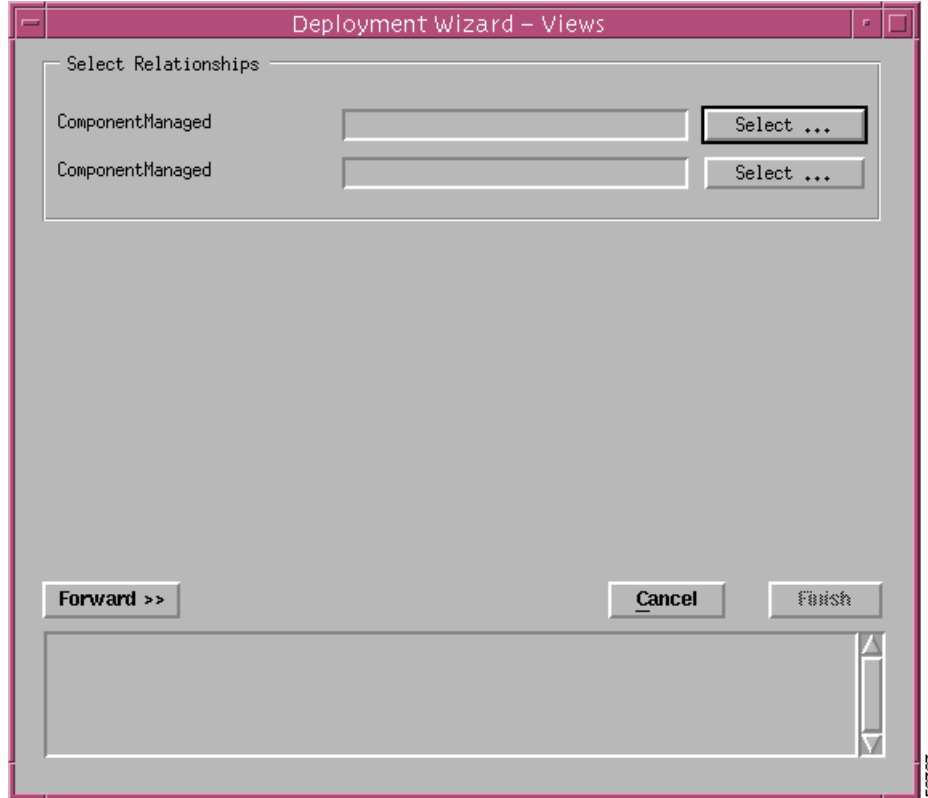 Deployment Wizard – Views
Select Relationships
ComponentManaged
Select ...
ComponentManaged
Select ...
Forward >>
Cancel
Finish